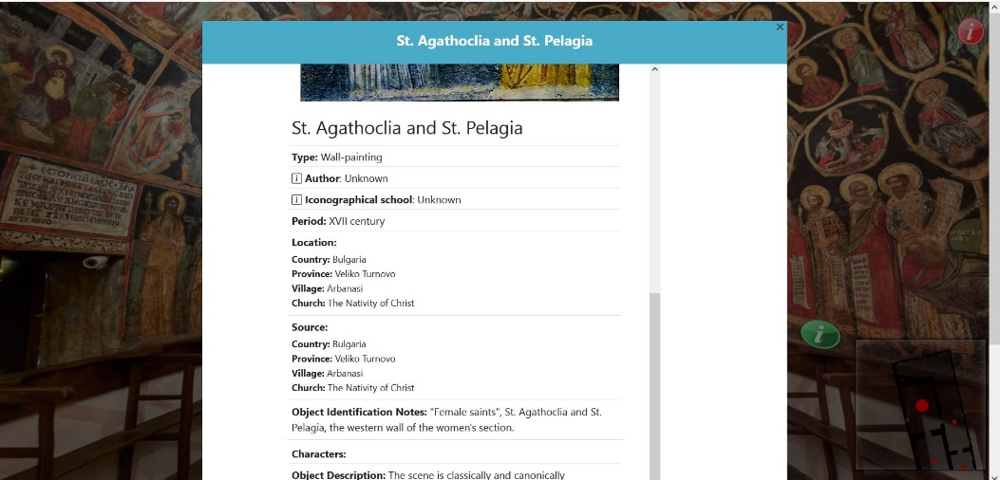 St. Agathoclia and St. Pelagia
St. Agathoclia and St. Pelagia
Type: Wall-painting
i Author: Unknown
i Iconographical school: Unknown
Period: XVII century
Location:
Country: Bulgaria
Province: Veliko Turnovo
Village: Arbanasi
Church: The Nativity of Christ
Source:
Country: Bulgaria
Province: Veliko Turnovo
Village: Arbanasi
Church: The Nativity of Christ
Object Identification Notes: "Female saints", St. Agathoclia and St.
Pelagia, the western wall of the women's section.
Characters:
Object Description: The scene is classically and canonically